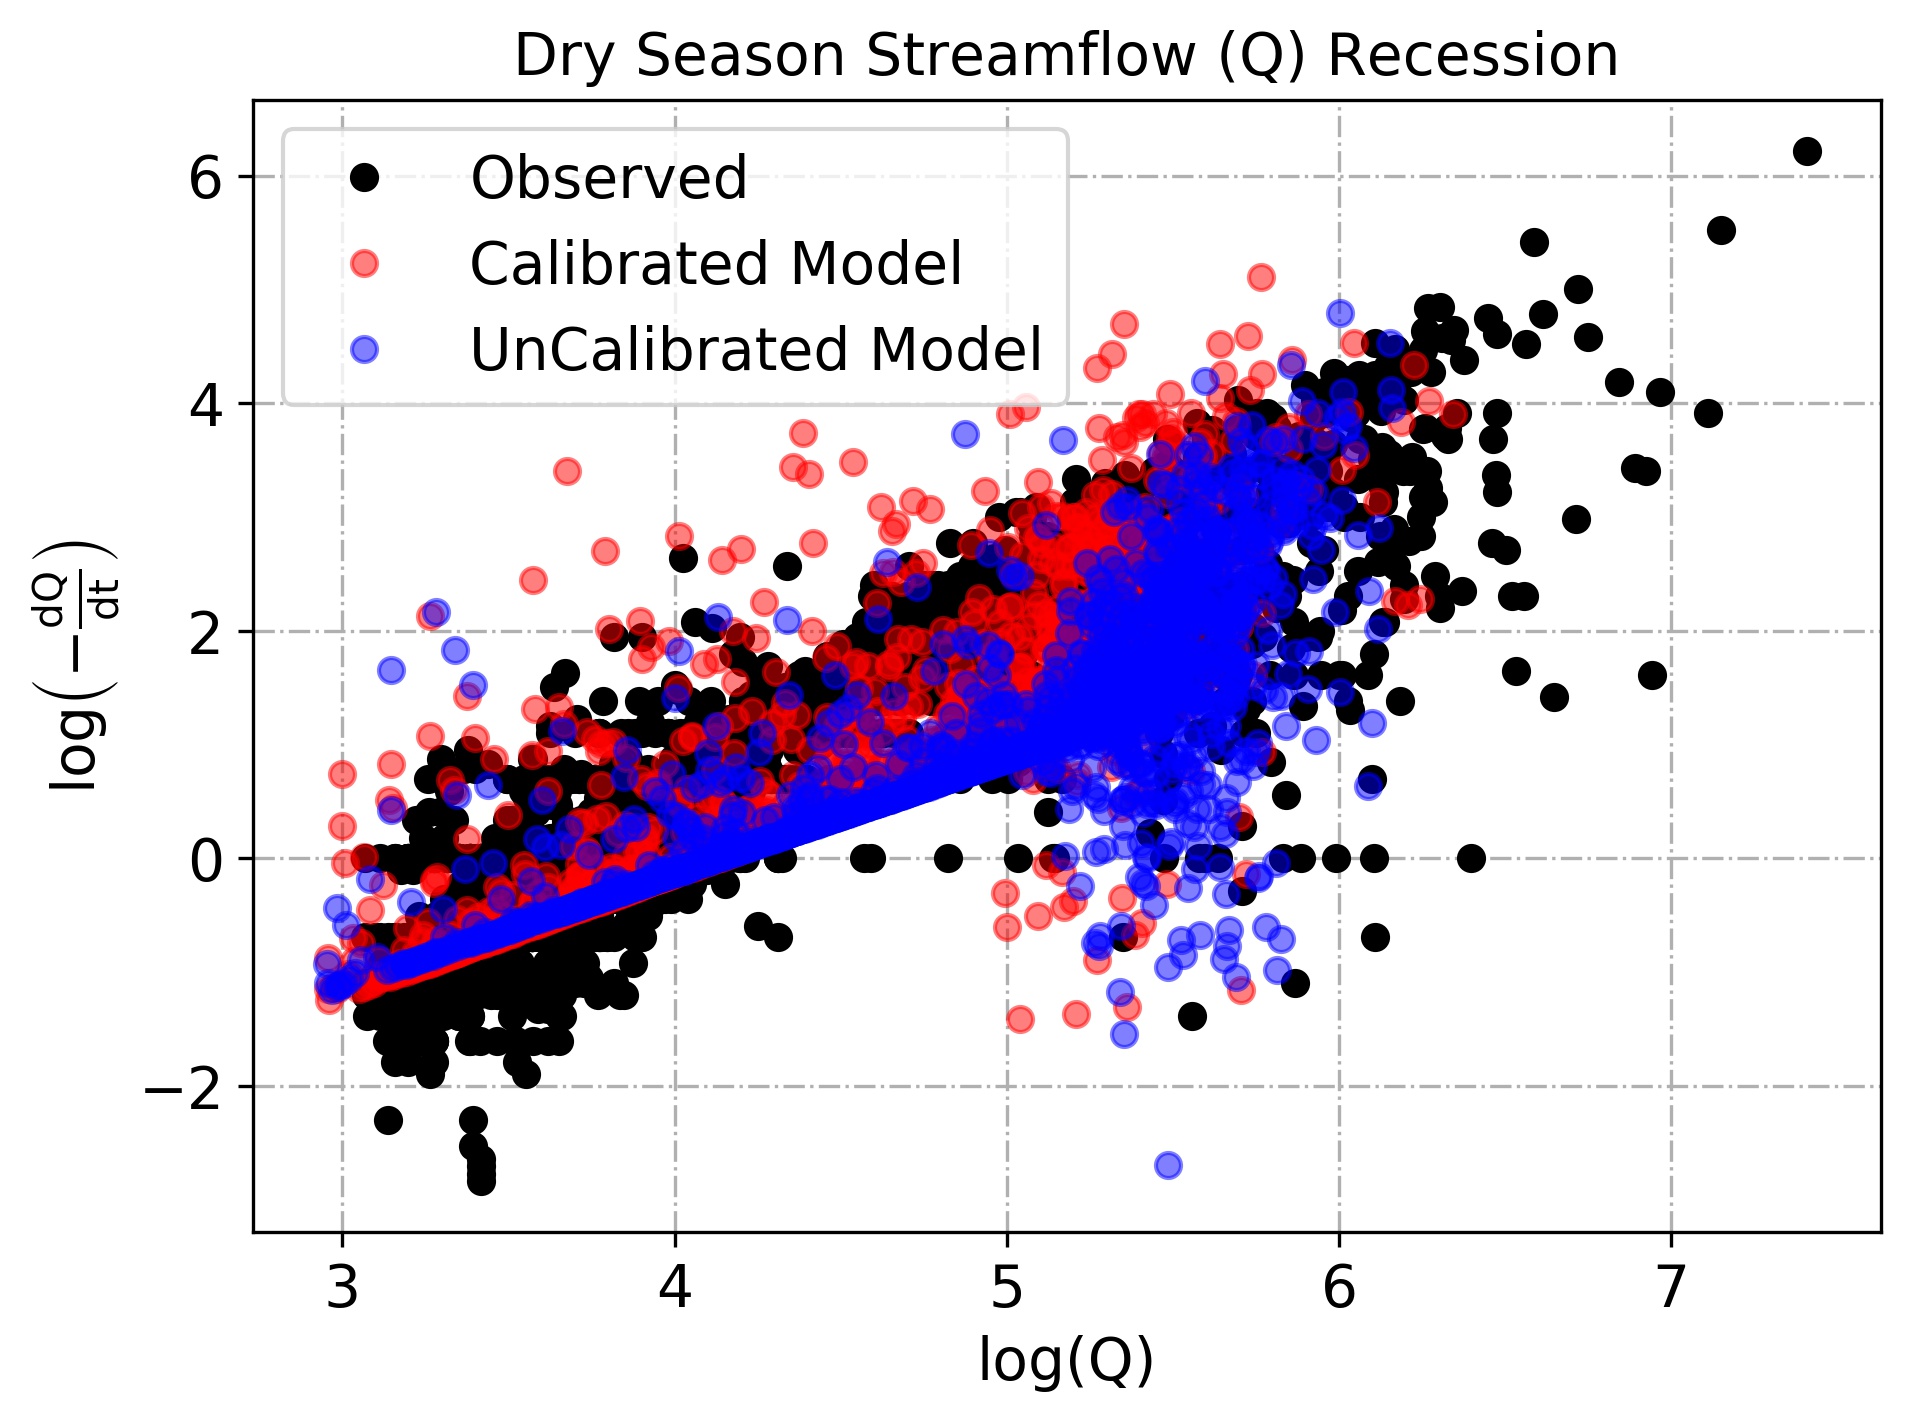 Dry Season Streamflow (Q) Recession
Observed
Calibrated Model
UnCalibrated Model
6
4
2
0
−2
log(−dQ/dt)
3 4 5 6 7
log(Q)